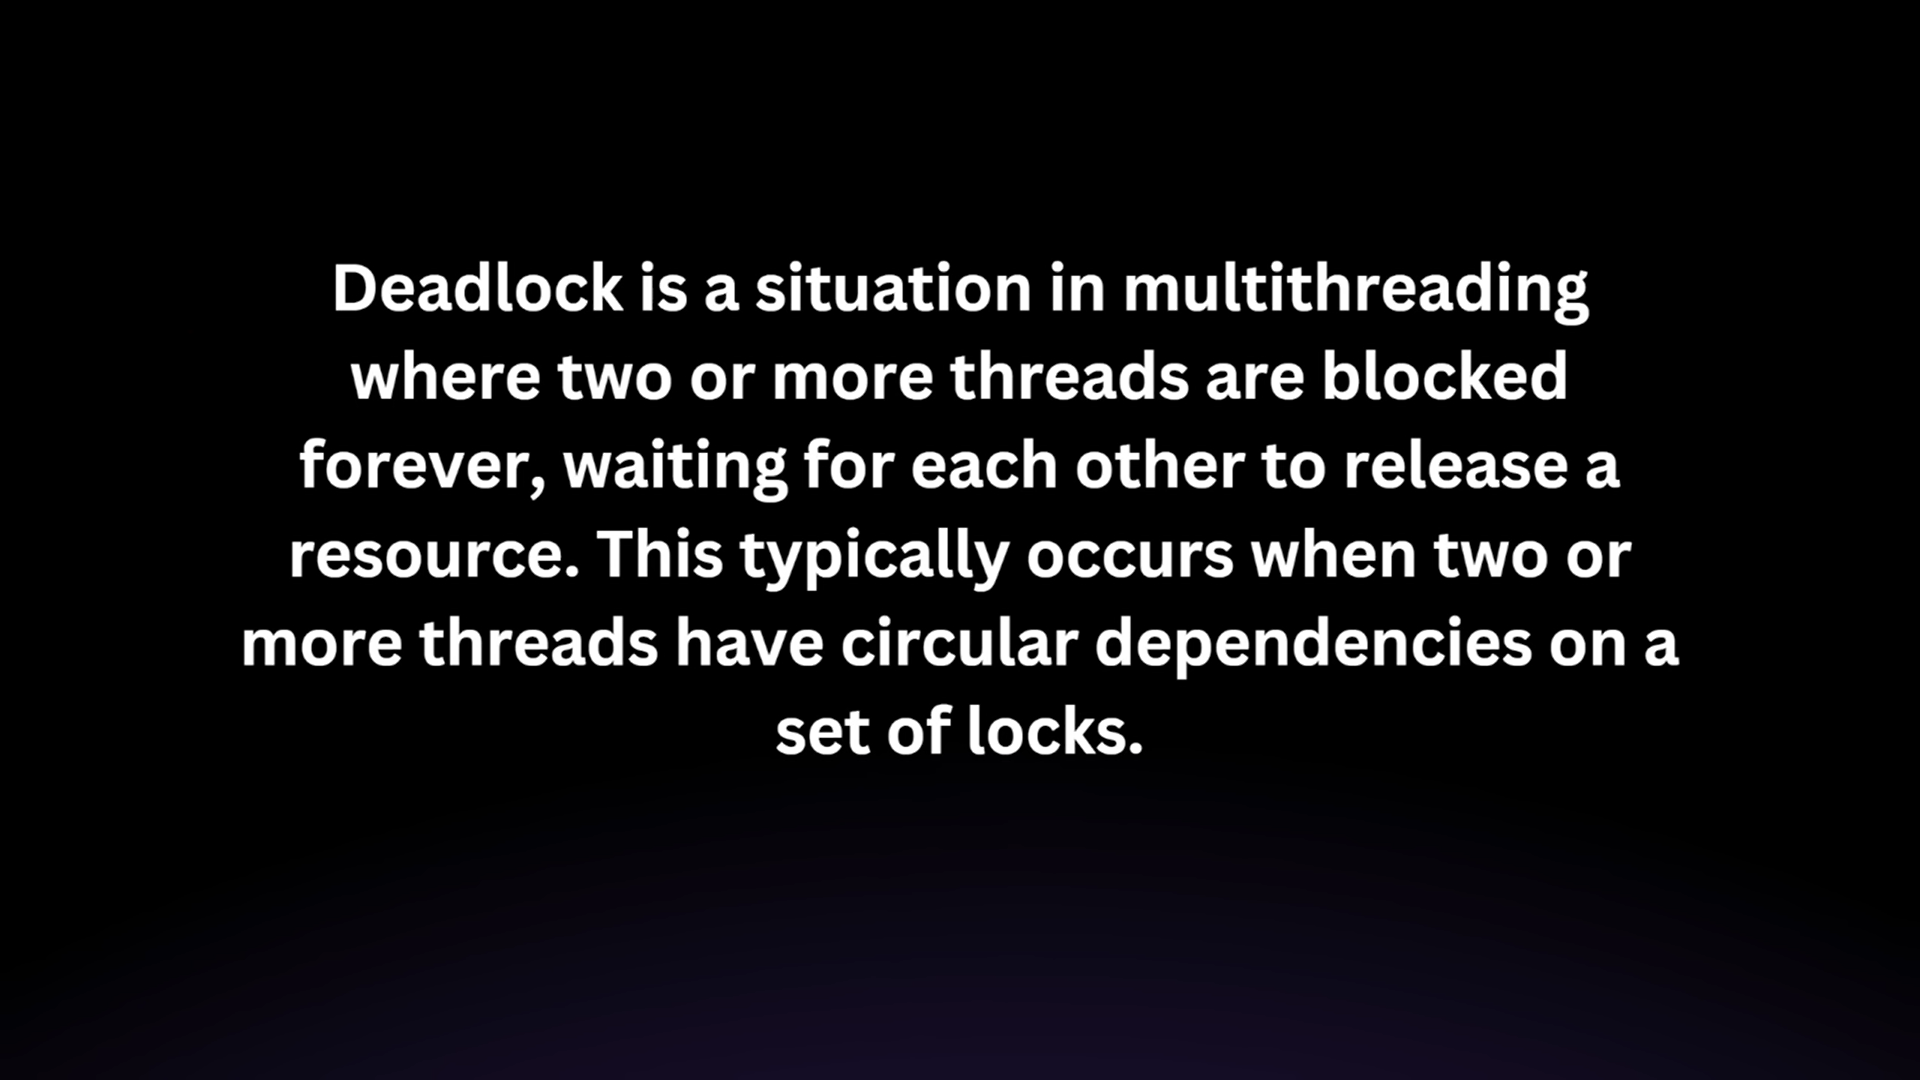 Deadlock is a situation in multithreading
where two or more threads are blocked
forever, waiting for each other to release a
resource. This typically occurs when two or
more threads have circular dependencies on a
set of locks.